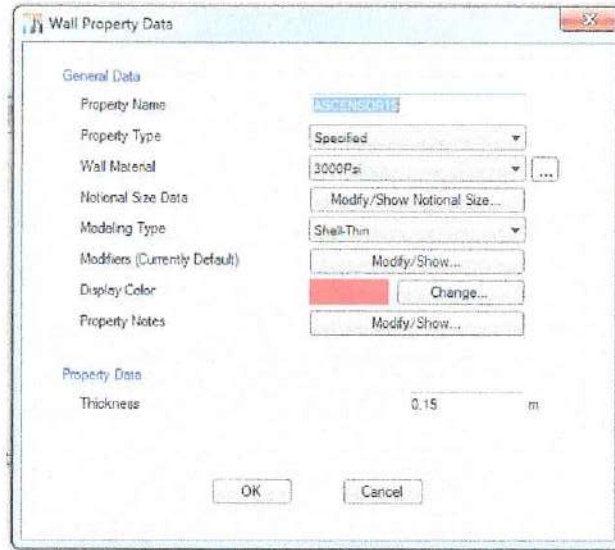 Wall Property Data
General Data
Property Name ASCENSOR15
Property Type Specified
Wall Material 3000Psi ...
Notional Size Data Modify/Show Notional Size...
Modeling Type Shell-Thin
Modifiers (Currently Default) Modify/Show...
Display Color Change...
Property Notes Modify/Show...
Property Data
Thickness 0.15 m
OK Cancel